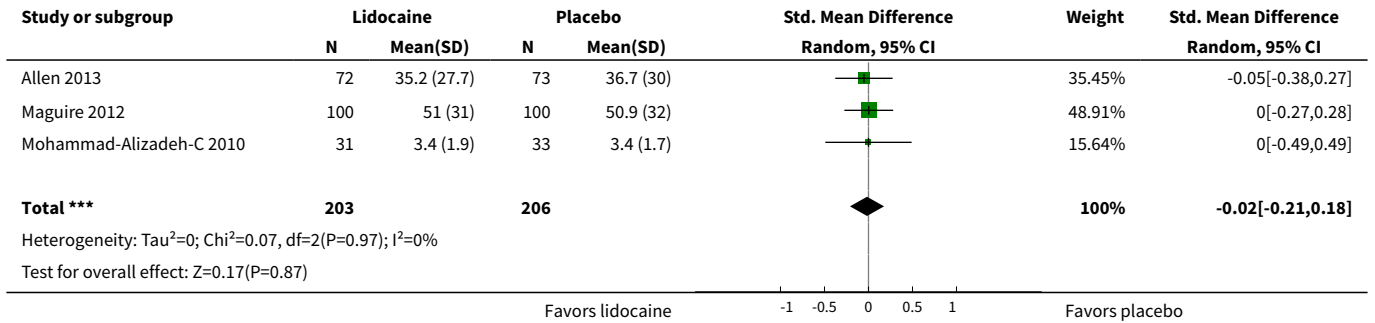 Study or subgroup Lidocaine Placebo Std. Mean Difference Weight Std. Mean Difference
N Mean(SD) N Mean(SD) Random, 95% CI Random, 95% CI
Allen 2013 72 35.2 (27.7) 73 36.7 (30) 35.45% -0.05[-0.38,0.27]
Maguire 2012 100 51 (31) 100 50.9 (32) 48.91% 0[-0.27,0.28]
Mohammad-Alizadeh-C 2010 31 3.4 (1.9) 33 3.4 (1.7) 15.64% 0[-0.49,0.49]
Total *** 203 206 100% -0.02[-0.21,0.18]
Heterogeneity: Tau²=0; Chi²=0.07, df=2(P=0.97); I²=0%
Test for overall effect: Z=0.17(P=0.87)
Favors lidocaine -1 -0.5 0 0.5 1 Favors placebo